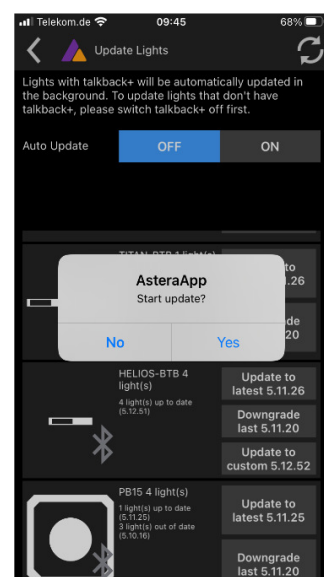 Telekom.de 09:45 68%
Update Lights
Lights with talkback+ will be automatically updated in
the background. To update lights that don't have
talkback+, please switch talkback+ off first.
Auto Update OFF ON
to
.26
AsteraApp
Start update?
No Yes
de
20
HELIOS-BTB 4
light(s)
4 light(s) up to date
(5.12.51)
Update to
latest 5.11.26
Downgrade
last 5.11.20
Update to
custom 5.12.52
PB15 4 light(s)
1 light(s) up to date
(5.11.25)
3 light(s) out of date
(5.10.16)
Update to
latest 5.11.25
Downgrade
last 5.11.20